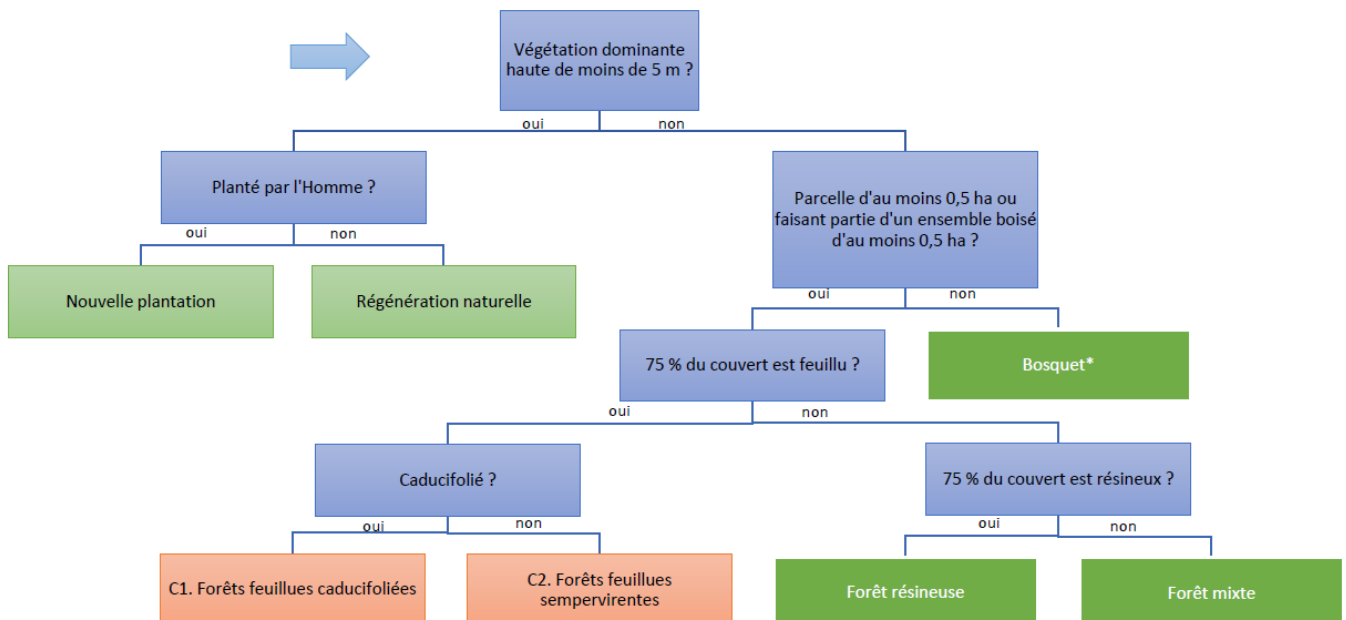 Végétation dominante
haute de moins de 5 m ?
oui
non
Planté par l'Homme ?
Parcelle d'au moins 0,5 ha ou
faisant partie d'un ensemble boisé
d'au moins 0,5 ha ?
oui
non
Nouvelle plantation
Régénération naturelle
oui
non
75 % du couvert est feuillu ?
Bosquet*
oui
non
Caducifolié ?
75 % du couvert est résineux ?
oui
non
oui
non
C1. Forêts feuillues caducifoliées
C2. Forêts feuillues
sempervirentes
Forêt résineuse
Forêt mixte